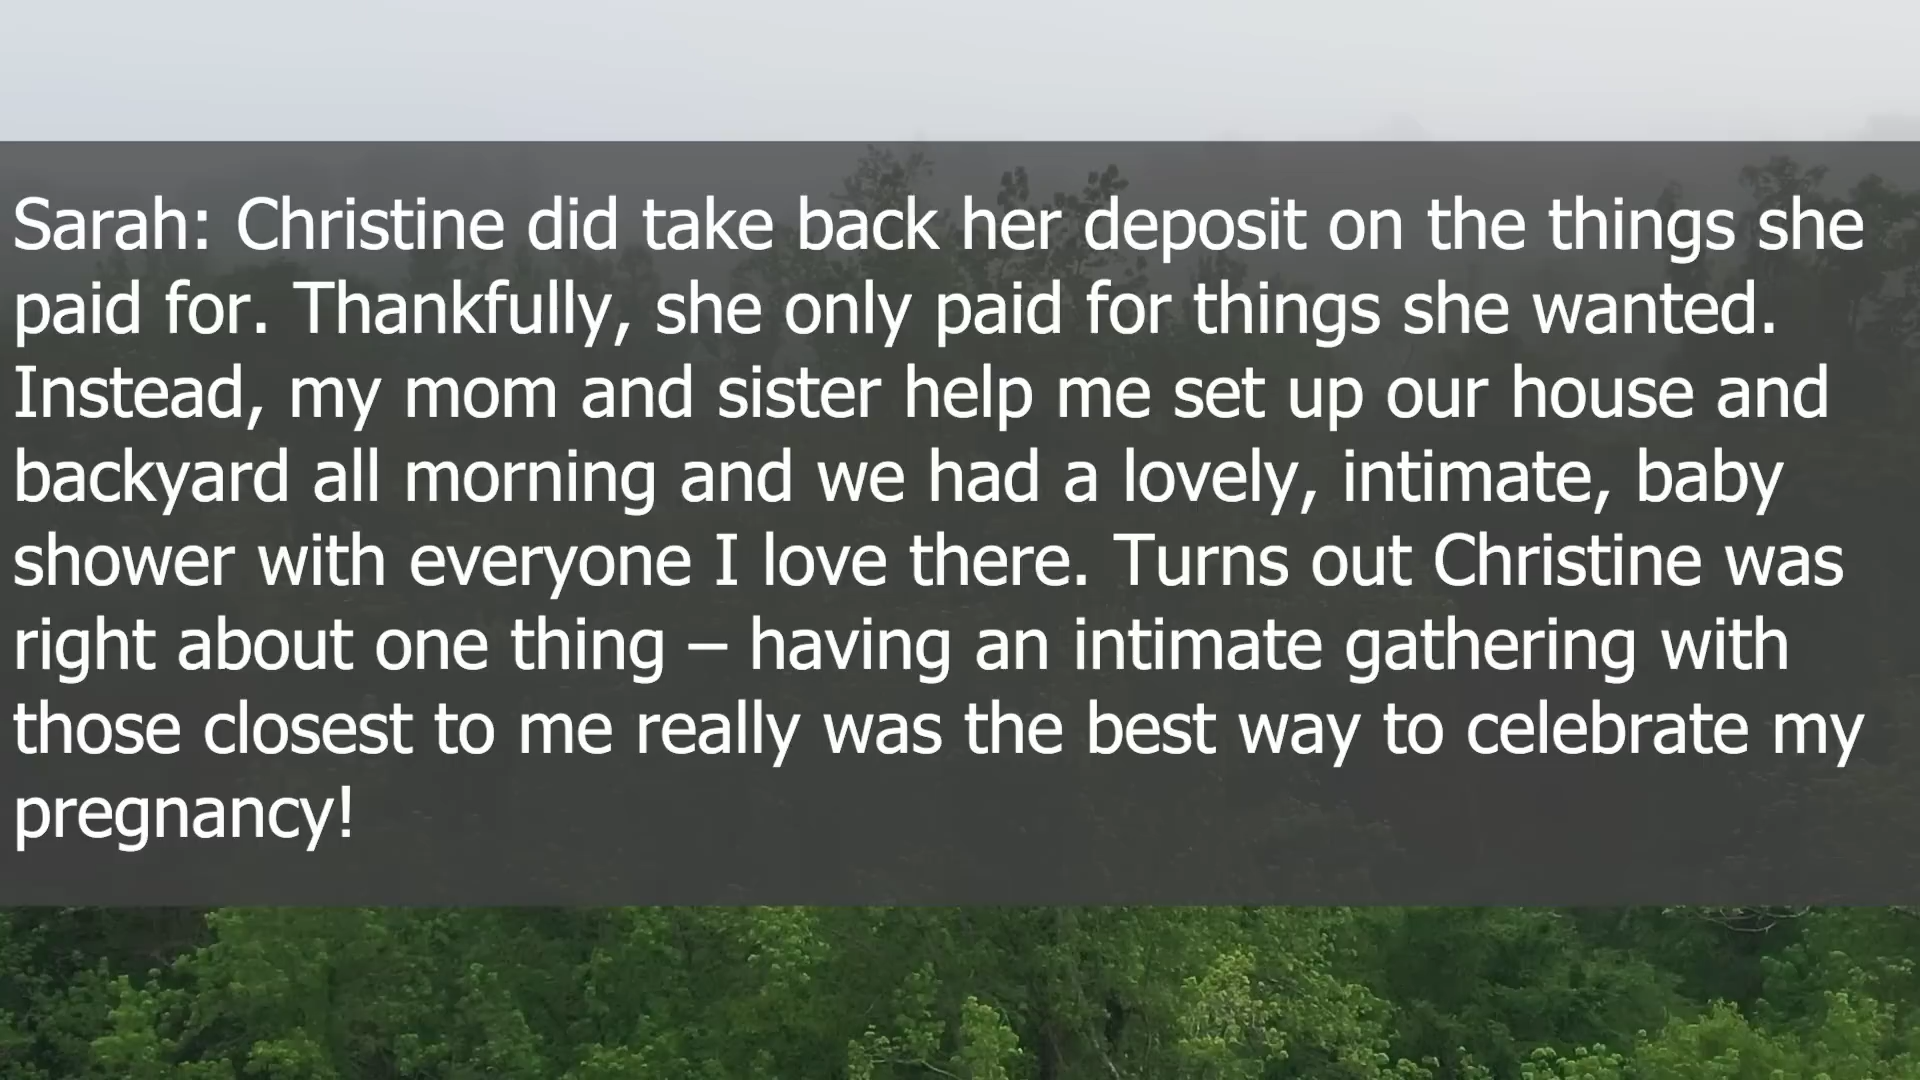 Sarah: Christine did take back her deposit on the things she
paid for. Thankfully, she only paid for things she wanted.
Instead, my mom and sister help me set up our house and
backyard all morning and we had a lovely, intimate, baby
shower with everyone I love there. Turns out Christine was
right about one thing – having an intimate gathering with
those closest to me really was the best way to celebrate my
pregnancy!